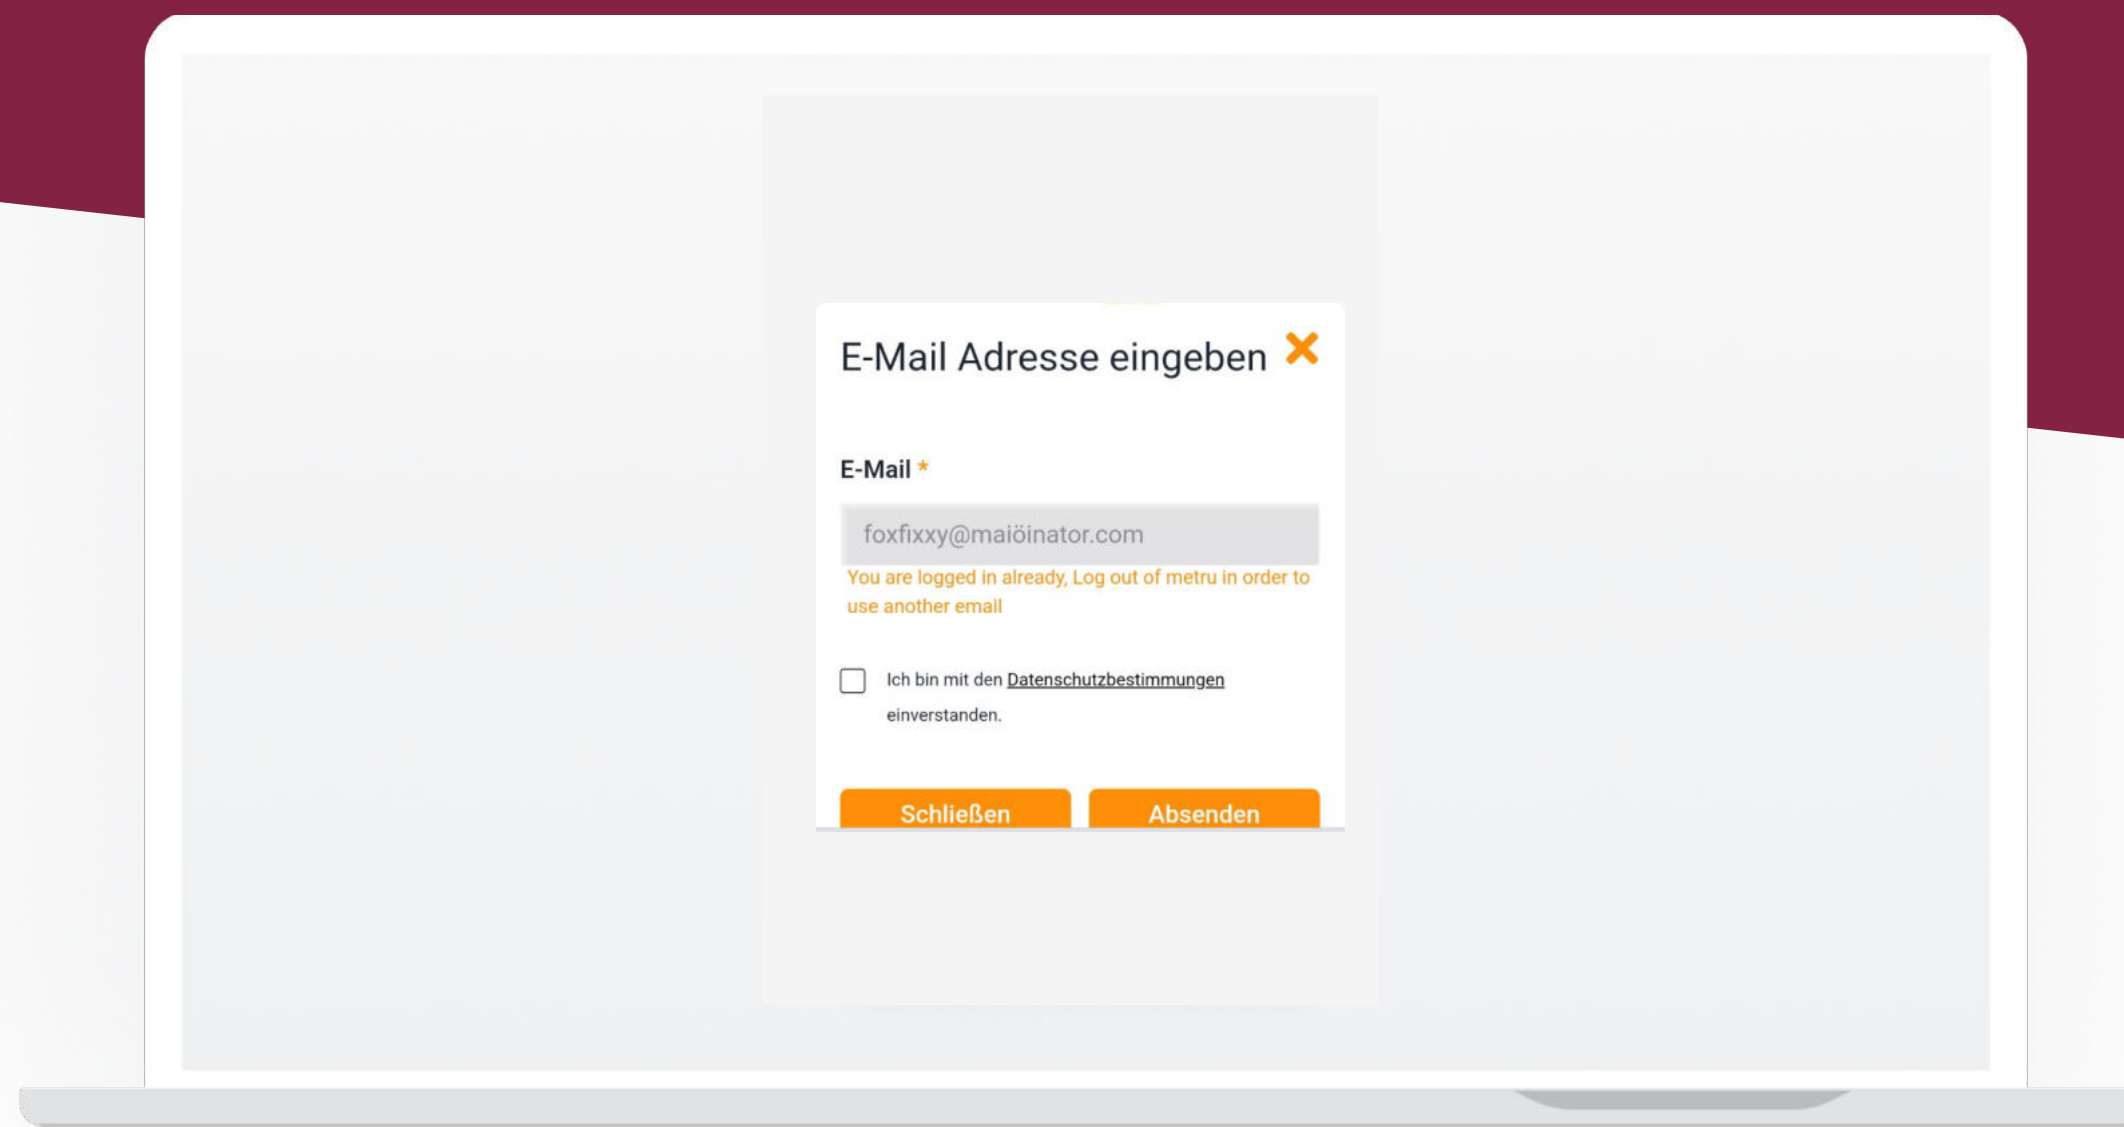 E-Mail Adresse eingeben
E-Mail *
foxfixxy@maiöinator.com
You are logged in already, Log out of metru in order to
use another email
Ich bin mit den Datenschutzbestimmungen
einverstanden.
Schließen Absenden